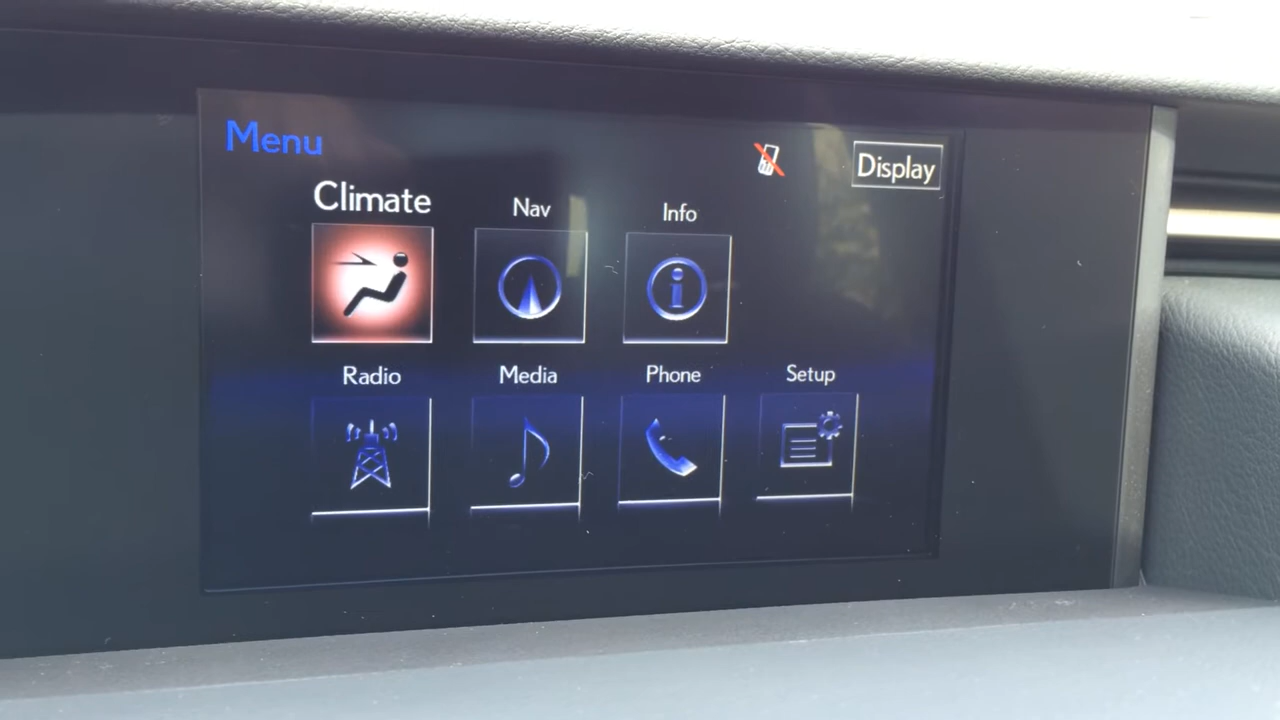 Menu
Display
Climate
Nav
Info
Radio
Media
Phone
Setup